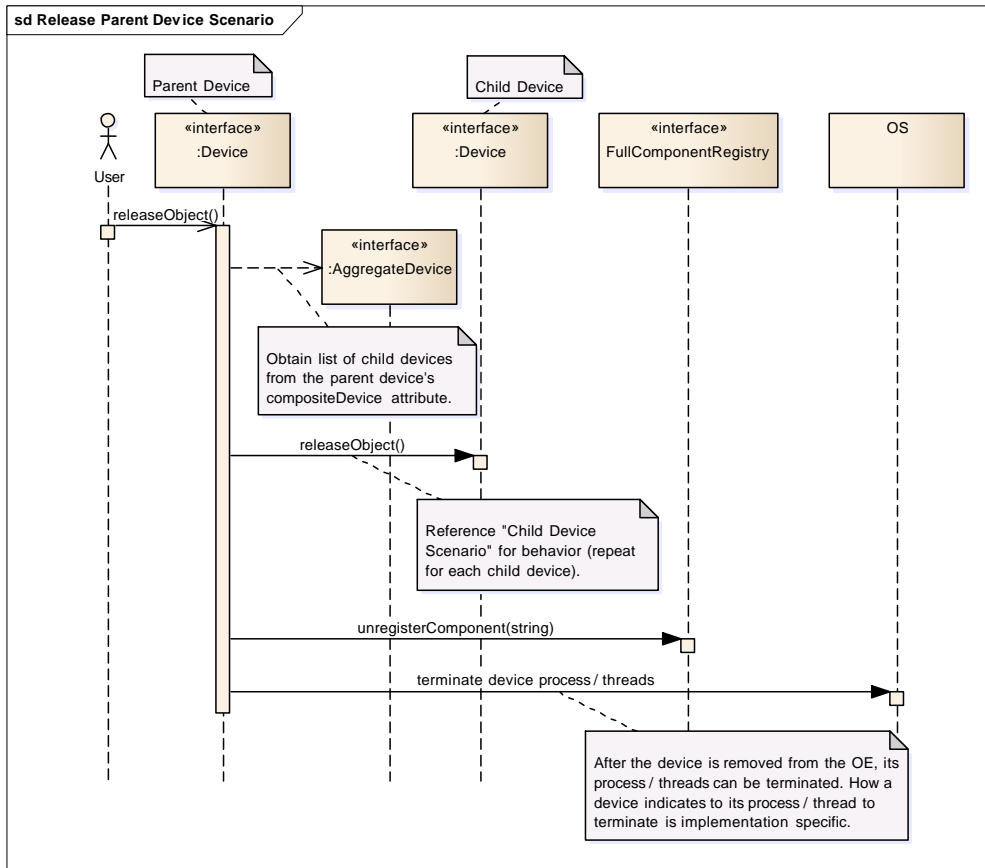 sd Release Parent Device Scenario
Parent Device
Child Device
User
«interface»
:Device
«interface»
:Device
«interface»
FullComponentRegistry
OS
releaseObject()
«interface»
:AggregateDevice
Obtain list of child devices
from the parent device's
compositeDevice attribute.
releaseObject()
Reference "Child Device
Scenario" for behavior (repeat
for each child device).
unregisterComponent(string)
terminate device process / threads
After the device is removed from the OE, its
process / threads can be terminated. How a
device indicates to its process / thread to
terminate is implementation specific.